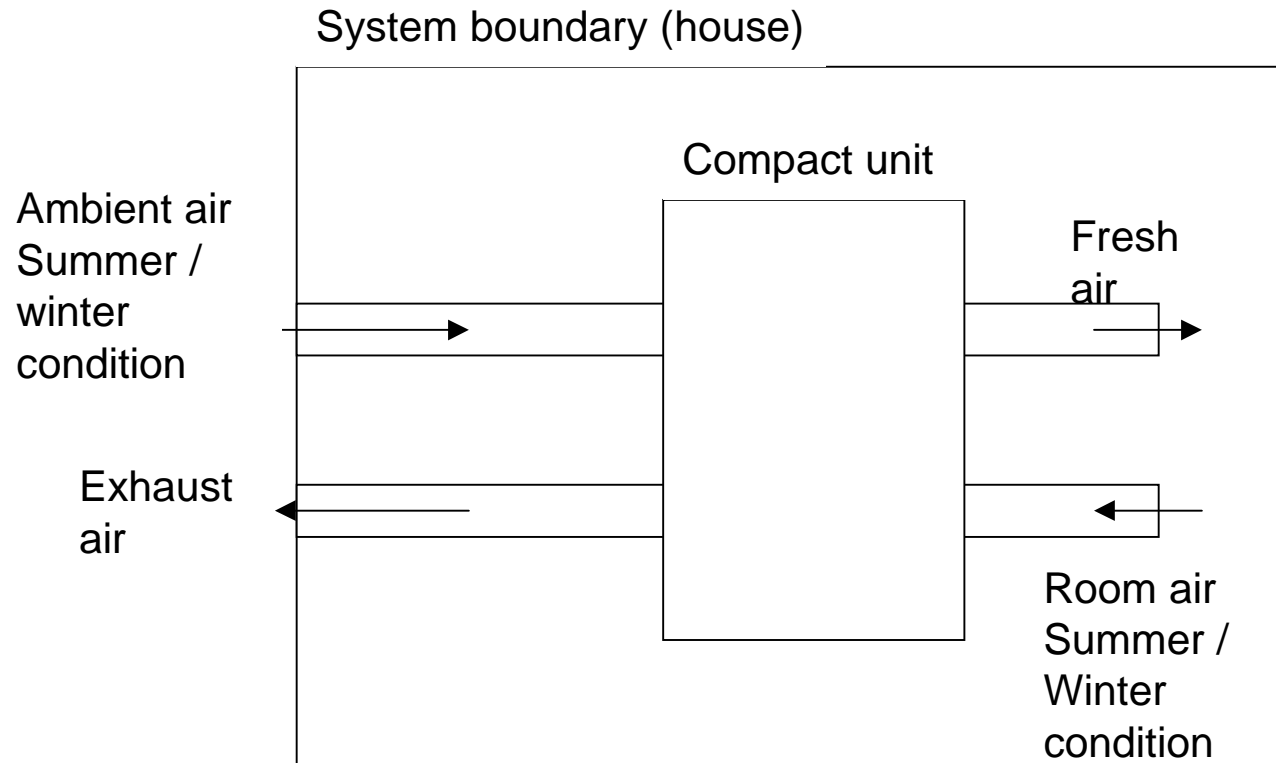 System boundary (house)
Compact unit
Ambient air
Summer /
winter
condition
Fresh
air
Exhaust
air
Room air
Summer /
Winter
condition